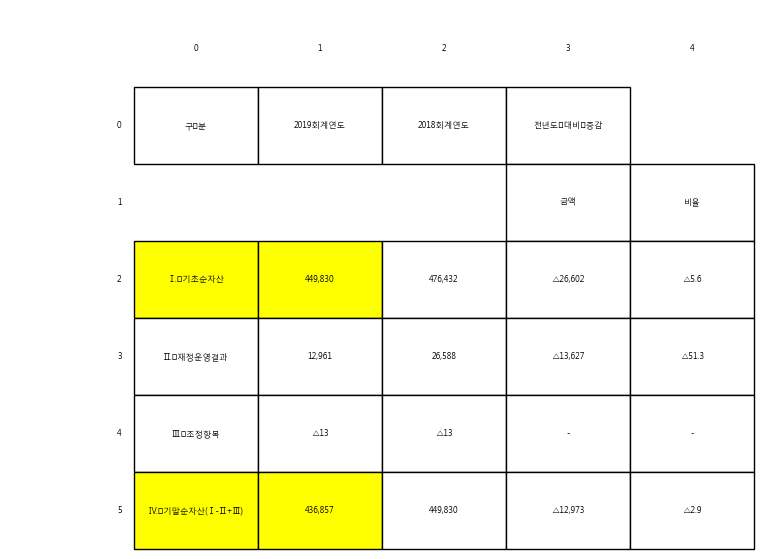 0 1 2 3 4
0 구 분 2019회계연도 2018회계연도 전년도 대비 증감
1 금액 비율
2 Ⅰ. 기초순자산 449,830 476,432 △26,602 △5.6
3 Ⅱ. 재정운영결과 12,961 26,588 △13,627 △51.3
4 Ⅲ 조정항목 △13 △13 - -
5 Ⅳ. 기말순자산(Ⅰ-Ⅱ+Ⅲ) 436,857 449,830 △12,973 △2.9